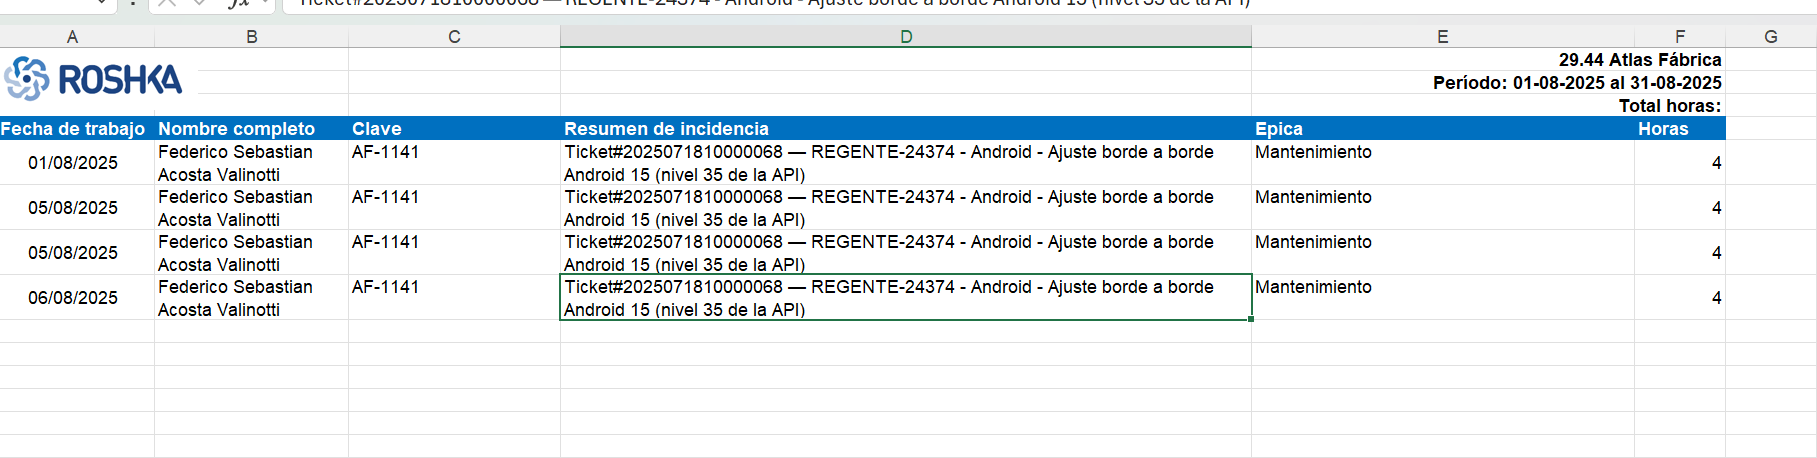 fx Ticket#2025071810000068 — REGENTE-24374 - Android - Ajuste borde a borde Android 15 (nivel 35 de la API)
A B C D E F G
ROSHKA
29.44 Atlas Fábrica
Período: 01-08-2025 al 31-08-2025
Total horas:
Fecha de trabajo Nombre completo Clave Resumen de incidencia Epica Horas
01/08/2025 Federico Sebastian AF-1141 Ticket#2025071810000068 — REGENTE-24374 - Android - Ajuste borde a borde Mantenimiento 4
Acosta Valinotti Android 15 (nivel 35 de la API)
05/08/2025 Federico Sebastian AF-1141 Ticket#2025071810000068 — REGENTE-24374 - Android - Ajuste borde a borde Mantenimiento 4
Acosta Valinotti Android 15 (nivel 35 de la API)
05/08/2025 Federico Sebastian AF-1141 Ticket#2025071810000068 — REGENTE-24374 - Android - Ajuste borde a borde Mantenimiento 4
Acosta Valinotti Android 15 (nivel 35 de la API)
06/08/2025 Federico Sebastian AF-1141 Ticket#2025071810000068 — REGENTE-24374 - Android - Ajuste borde a borde Mantenimiento 4
Acosta Valinotti Android 15 (nivel 35 de la API)